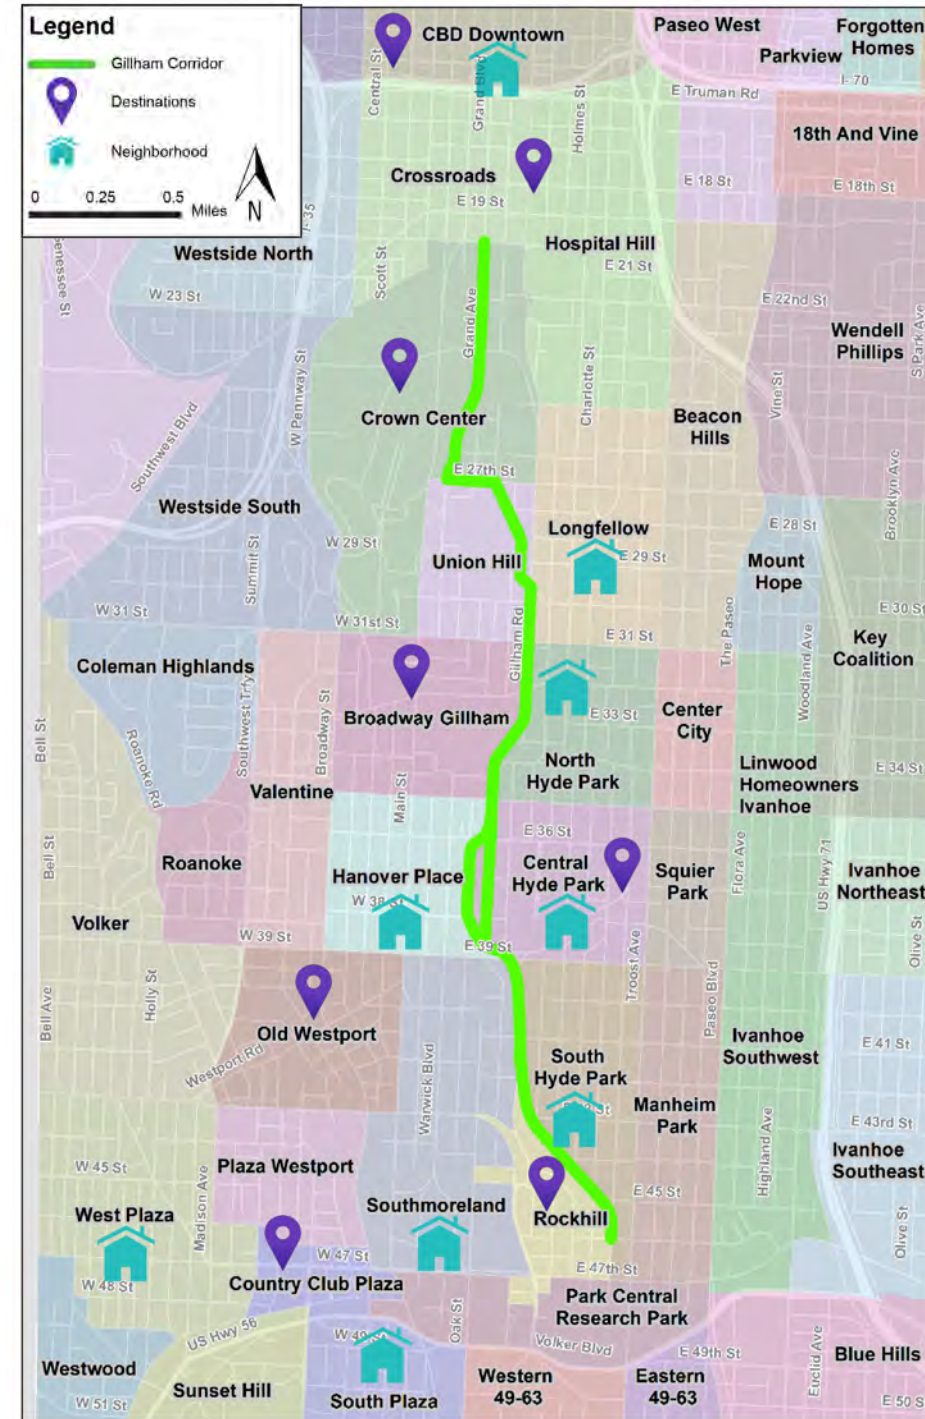 Legend
Gillham Corridor
Destinations
Neighborhood
0 0.5
Miles
N
CBD Downtown
Paseo West
Forgotten
Homes
Parkview
I- 70
E Truman Rd
Central St
Grand Blvd
Holmes St
18th And Vine
Crossroads
E 18 St
E 18th St
E 19 St
I- 35
Westside North
Hospital Hill
E 21 St
Scott St
W 23 St
E 22nd St
Grand Ave
Wendell
Phillips
S Park Ave
W Pennway St
Charlotte St
Vine St
Crown Center
Beacon
Hills
Southwest Blvd
E 27th St
Brooklyn Ave
Westside South
Longfellow
E 28 St
W 29 St
E 29 St
Union Hill
Mount
Hope
Summit St
W 31 St
W 31st St
E 31 St
E 30 St
Gillham Rd
The Paseo
Woodland Ave
Key
Coalition
Coleman Highlands
Southwest Trfy
Broadway St
Broadway Gillham
E 33 St
Center
City
Bell St
Roanoke Rd
North
Hyde Park
Linwood
Homeowners
Ivanhoe
E 34 St
Valentine
Main St
E 36 St
Bell St
Roanoke
Hanover Place
Central
Hyde Park
Squier
Park
Flora Ave
US Hwy 71
Ivanhoe
Northeast
W 38 St
Volker
W 39 St
E 39 St
Olive St
Troost Ave
Holly St
Bell Ave
Paseo Blvd
Old Westport
Westport Rd
Warwick Blvd
Ivanhoe
Southwest
E 41 St
South
Hyde Park
Manheim
Park
E 43rd St
Highland Ave
Ivanhoe
Southeast
W 45 St
Plaza Westport
E 45 St
Madison Ave
Southmoreland
Rockhill
West Plaza
Olive St
W 47 St
E 47th St
W 48 St
Country Club Plaza
Park Central
Research Park
US Hwy 56
Oak St
Volker Blvd
E 49th St
Euclid Ave
Blue Hills
Westwood
Sunset Hill
South Plaza
Western
49-63
Eastern
49-63
W 51 St
E 50 S